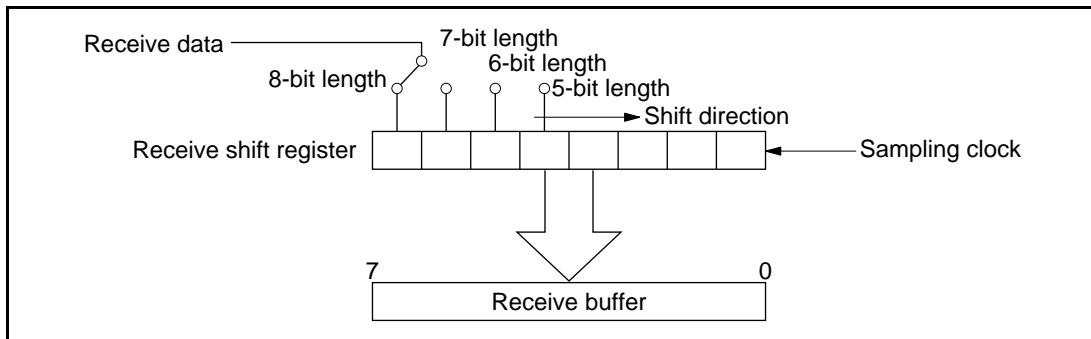 Receive data
7-bit length
6-bit length
8-bit length
5-bit length
Shift direction
Receive shift register
Sampling clock
7
0
Receive buffer